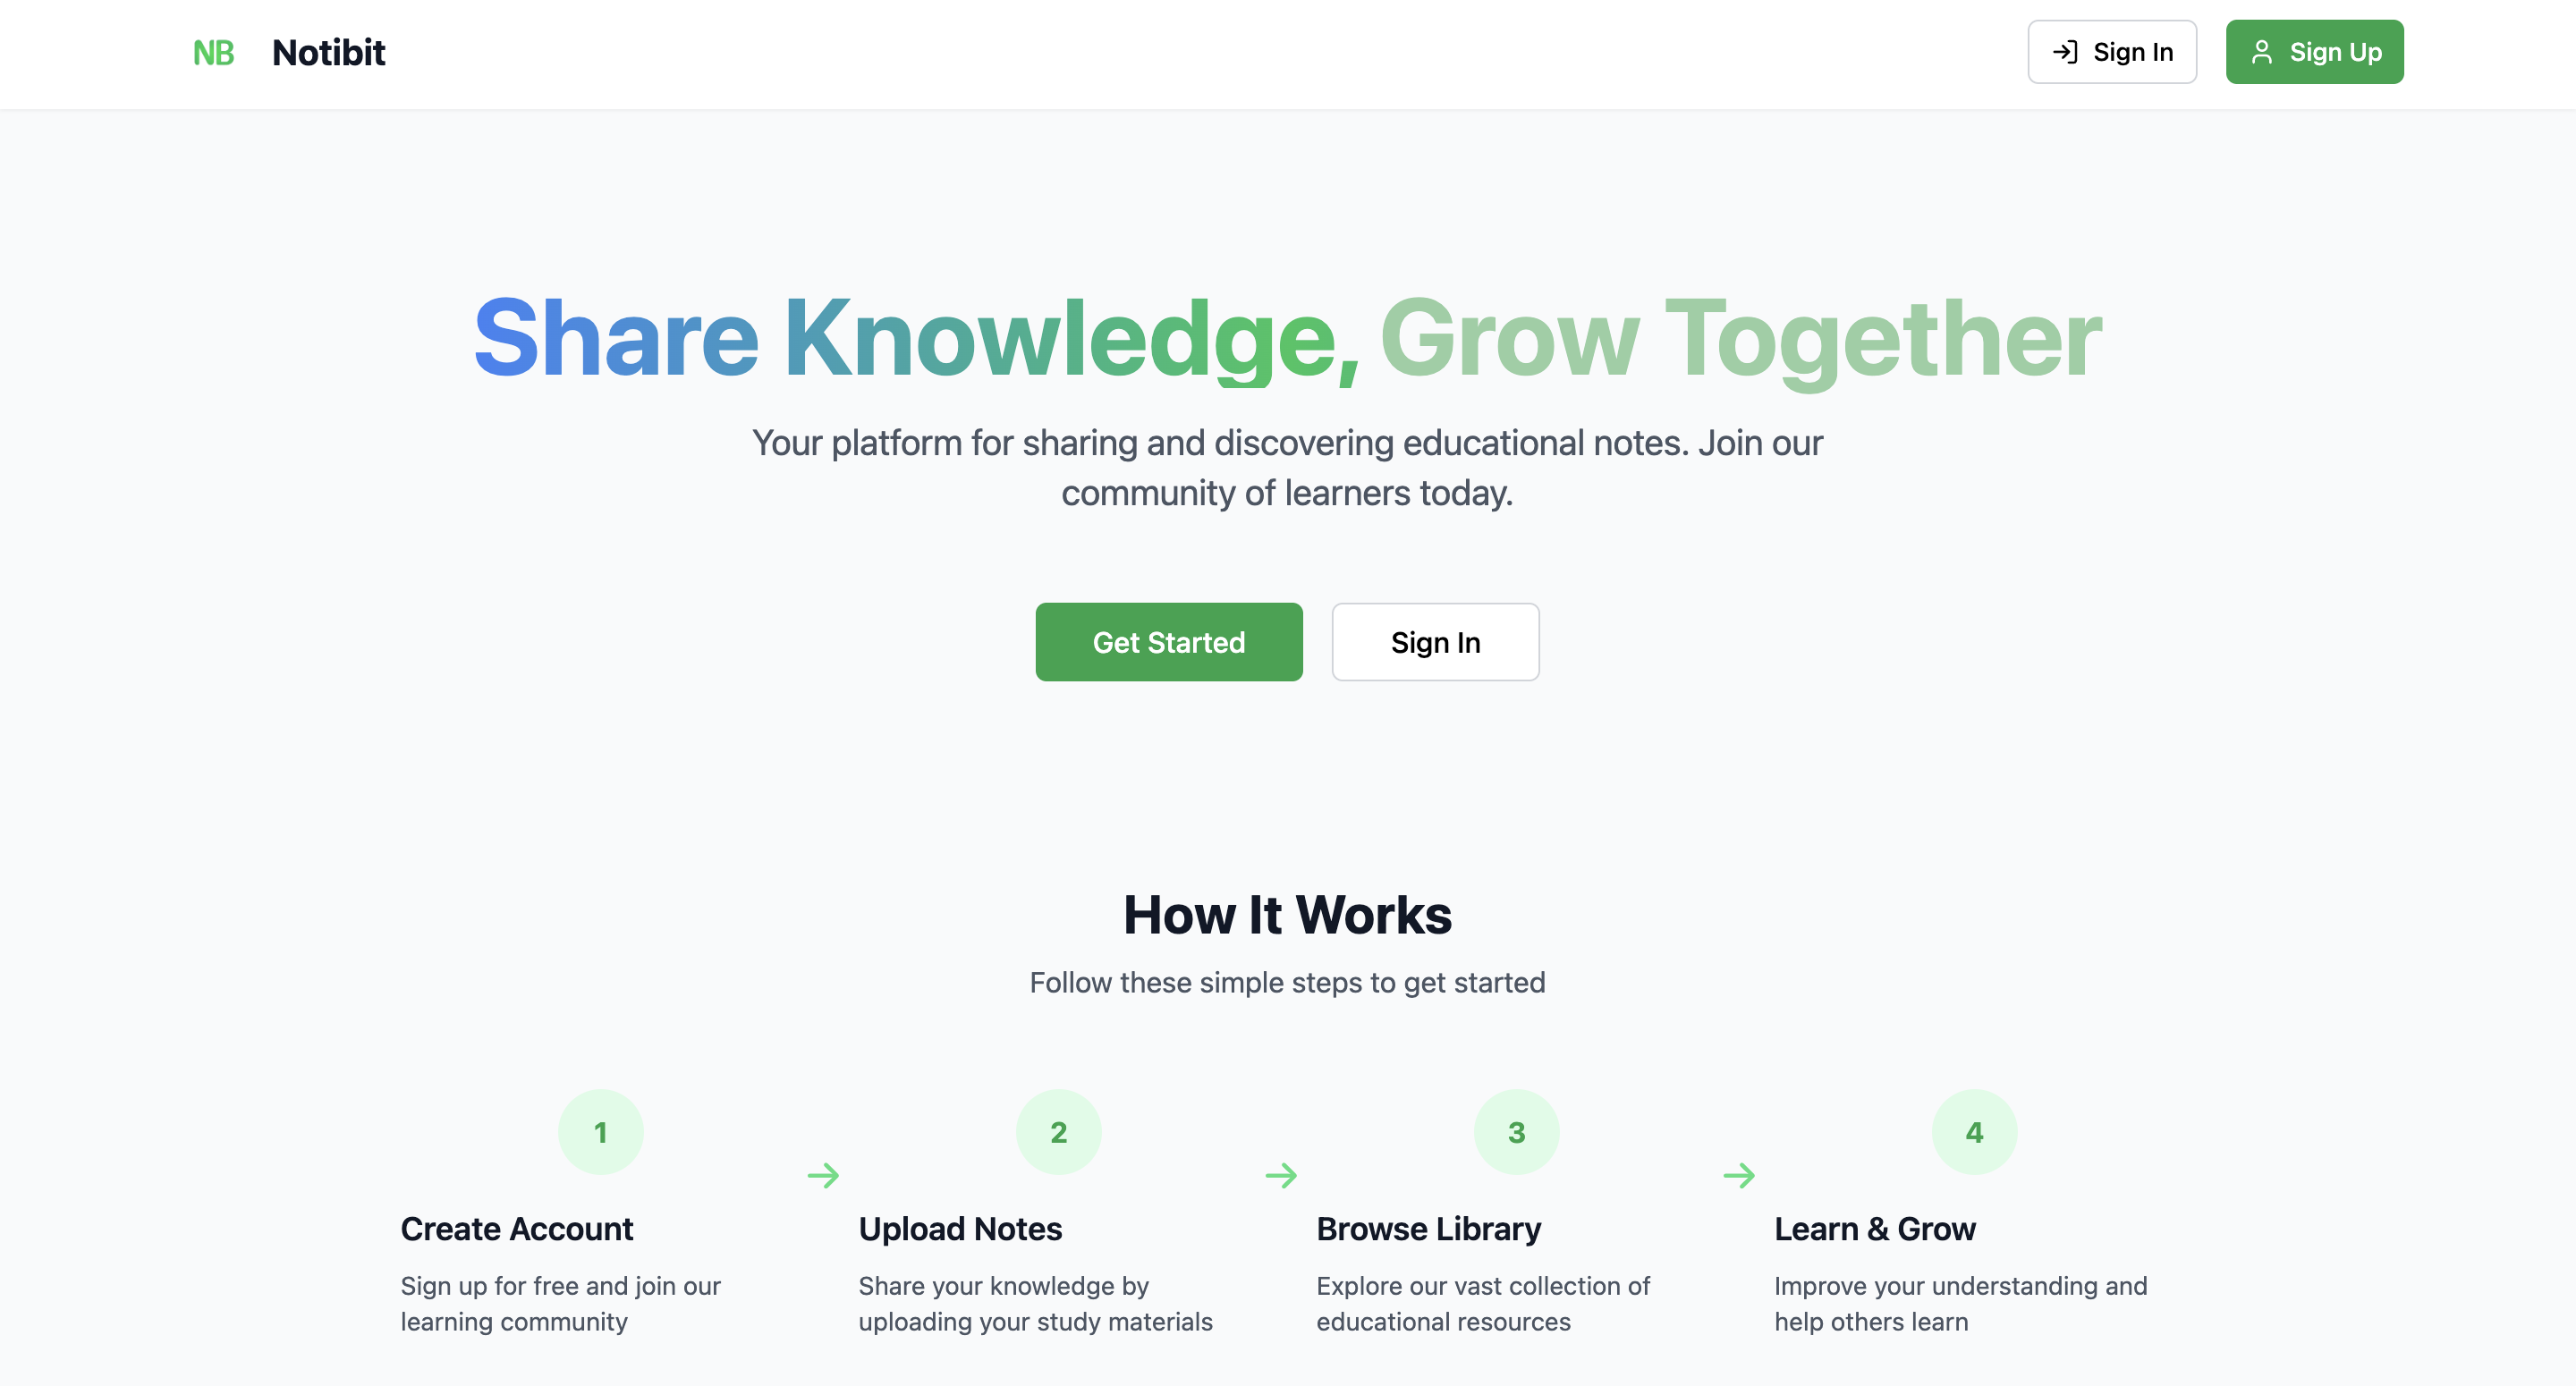 NB Notibit Sign In Sign Up
Share Knowledge, Grow Together
Your platform for sharing and discovering educational notes. Join our
community of learners today.
Get Started Sign In
How It Works
Follow these simple steps to get started
1
Create Account
Sign up for free and join our
learning community
2
Upload Notes
Share your knowledge by
uploading your study materials
3
Browse Library
Explore our vast collection of
educational resources
4
Learn & Grow
Improve your understanding and
help others learn